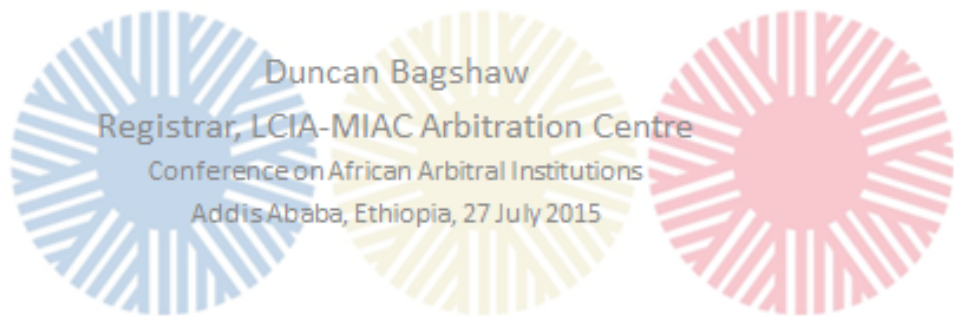 Duncan Bagshaw
Registrar, LCIA-MIAC Arbitration Centre
Conference on African Arbitral Institutions
Addis Ababa, Ethiopia, 27 July 2015